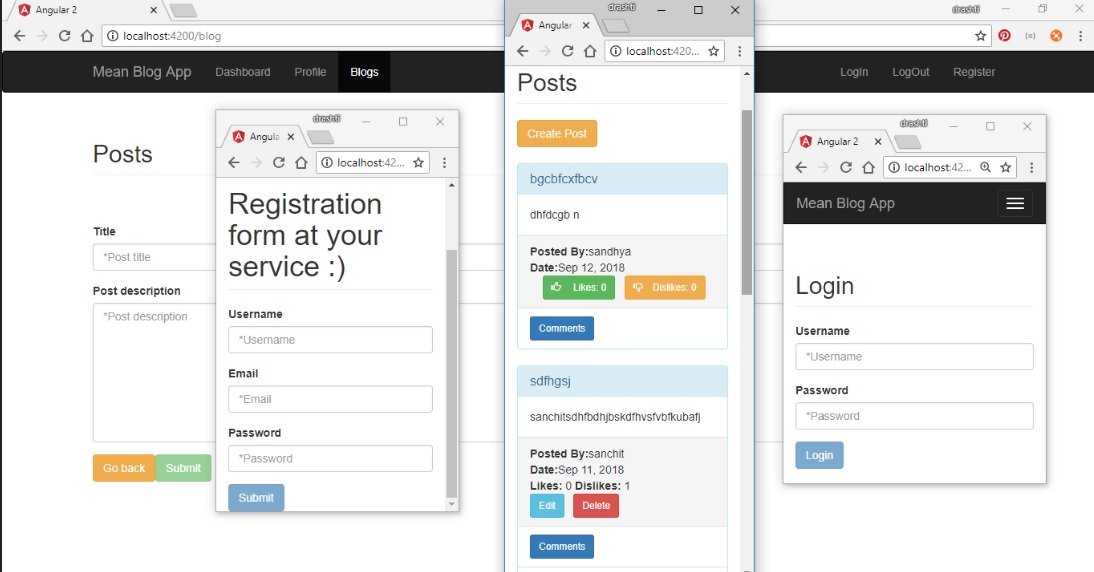 Angular 2
drashti
localhost:4200/blog
Mean Blog App Dashboard Profile Blogs LogIn LogOut Register
Posts
Title
*Post title
Post description
*Post description
Go back Submit
drashti
Angula
localhost:42...
Registration
form at your
service :)
Username
*Username
Email
*Email
Password
*Password
Submit
drashti
Angular
localhost:420...
Posts
Create Post
bgcbfcxfbcv
dhfdcgb n
Posted By:sandhya
Date:Sep 12, 2018
Likes: 0 Dislikes: 0
Comments
sdfhgsj
sanchitsdhfbdhjbskdfhvsfvbfkubafj
Posted By:sanchit
Date:Sep 11, 2018
Likes: 0 Dislikes: 1
Edit Delete
Comments
drashti
Angular 2
localhost:42...
Mean Blog App
Login
Username
*Username
Password
*Password
Login